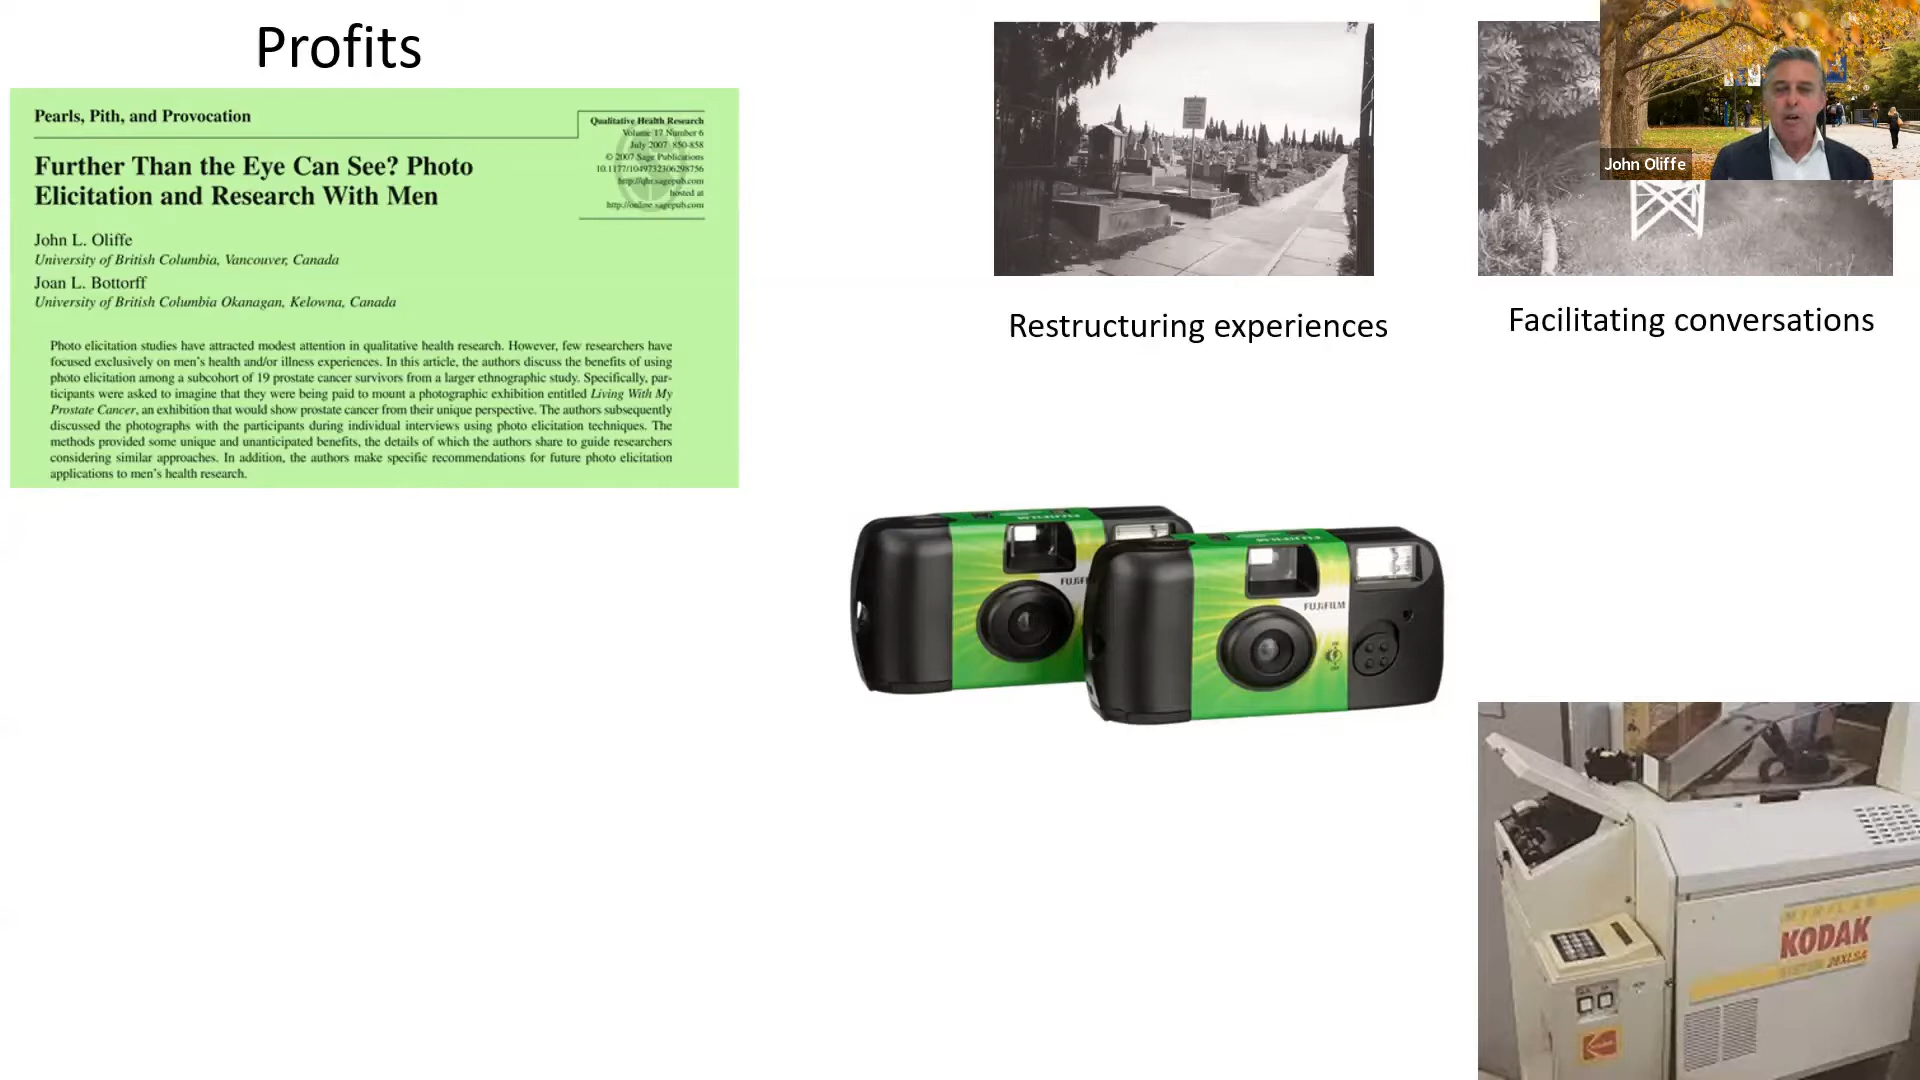 Profits
Pearls, Pith, and Provocation
Qualitative Health Research
Volume 17 Number 6
July 2007 850-858
© 2007 Sage Publications
10.1177/1049732306298756
http://qhr.sagepub.com
hosted at
http://online.sagepub.com
Further Than the Eye Can See? Photo
Elicitation and Research With Men
John L. Oliffe
University of British Columbia, Vancouver, Canada
Joan L. Bottorff
University of British Columbia Okanagan, Kelowna, Canada
Photo elicitation studies have attracted modest attention in qualitative health research. However, few researchers have
focused exclusively on men's health and/or illness experiences. In this article, the authors discuss the benefits of using
photo elicitation among a subcohort of 19 prostate cancer survivors from a larger ethnographic study. Specifically, par-
ticipants were asked to imagine that they were being paid to mount a photographic exhibition entitled Living With My
Prostate Cancer, an exhibition that would show prostate cancer from their unique perspective. The authors subsequently
discussed the photographs with the participants during individual interviews using photo elicitation techniques. The
methods provided some unique and unanticipated benefits, the details of which the authors share to guide researchers
considering similar approaches. In addition, the authors make specific recommendations for future photo elicitation
applications to men's health research.
Restructuring experiences
John Oliffe
Facilitating conversations
FUJIFILM
MINILAB
KODAK
SYSTEM 20XLSA